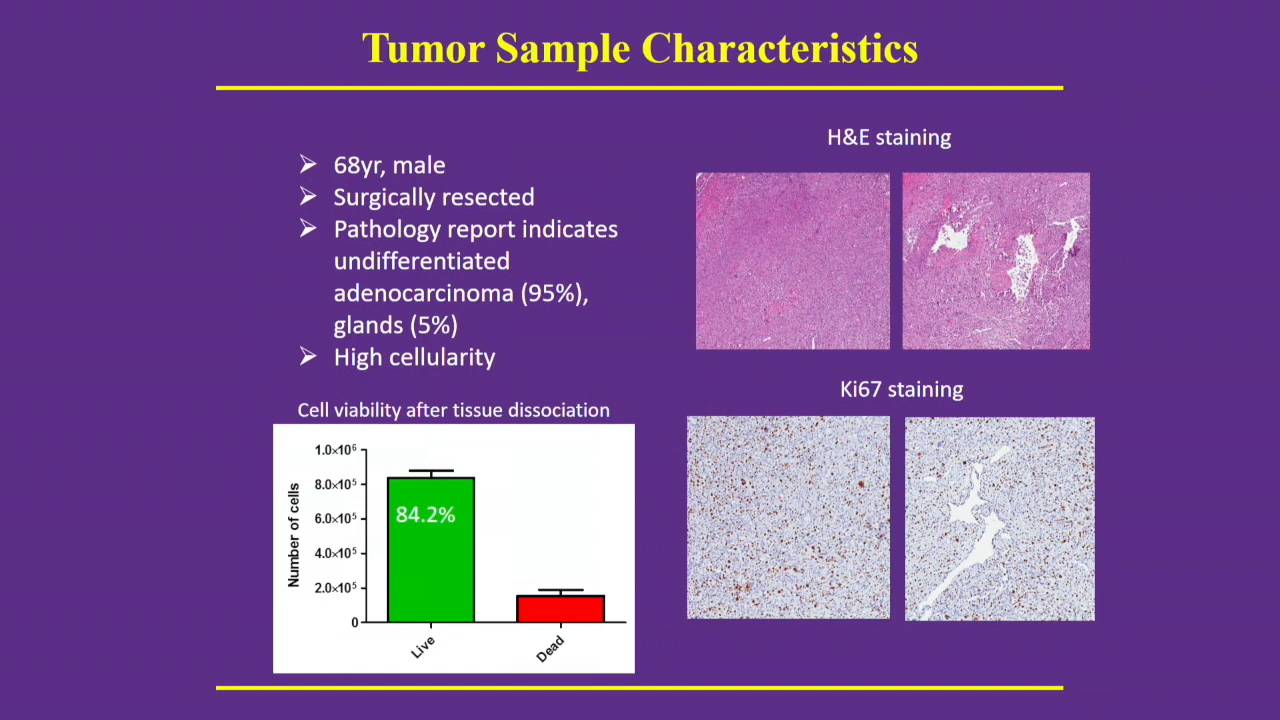 Tumor Sample Characteristics
➢ 68yr, male
➢ Surgically resected
➢ Pathology report indicates
undifferentiated
adenocarcinoma (95%),
glands (5%)
➢ High cellularity
Cell viability after tissue dissociation
Number of cells
1.0×10⁶
8.0×10⁵
6.0×10⁵
4.0×10⁵
2.0×10⁵
0
84.2%
Live
Dead
H&E staining
Ki67 staining